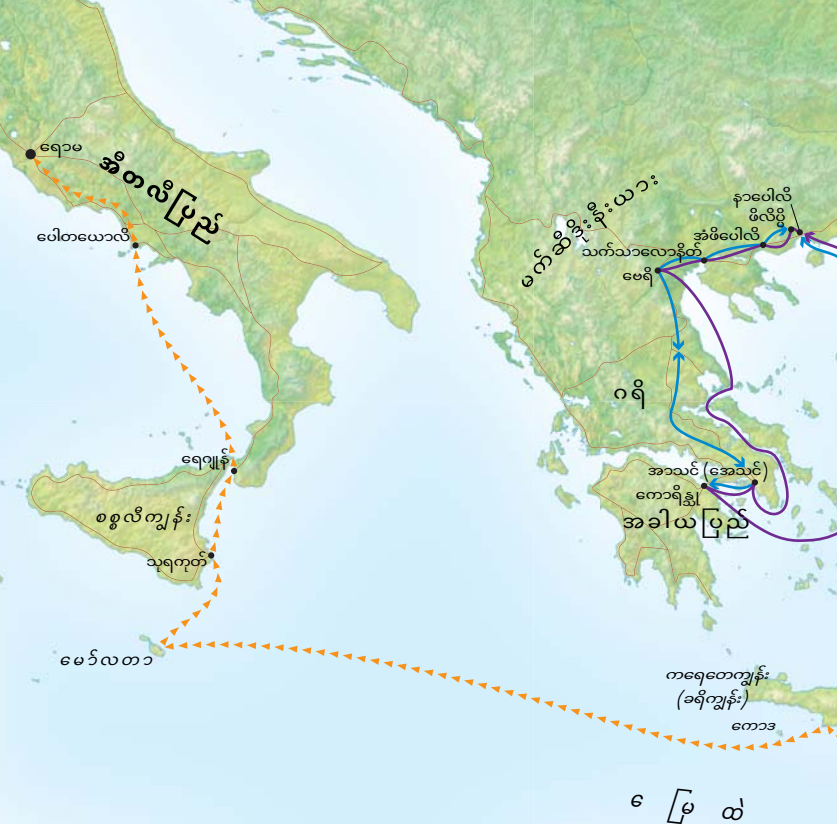 ရောမ
အီတလီပြည်
ပေါတယောလိ
ရေဂျုန်
စစ္စလီကျွန်း
သုရကုတ်
မော်လတာ
မက်ဆီဒိုးနီးယား
နာပေါလိ
ဖိလိပ္ပိ
အံဖိပေါလိ
သက်သာလောနိတ်
ဗေရိ
ဂရိ
အာသင် (အေသင်)
ကောရိန္သု
အခါယပြည်
ကရေတေကျွန်း
(ခရိကျွန်း)
ကောဒ
မြေထဲ